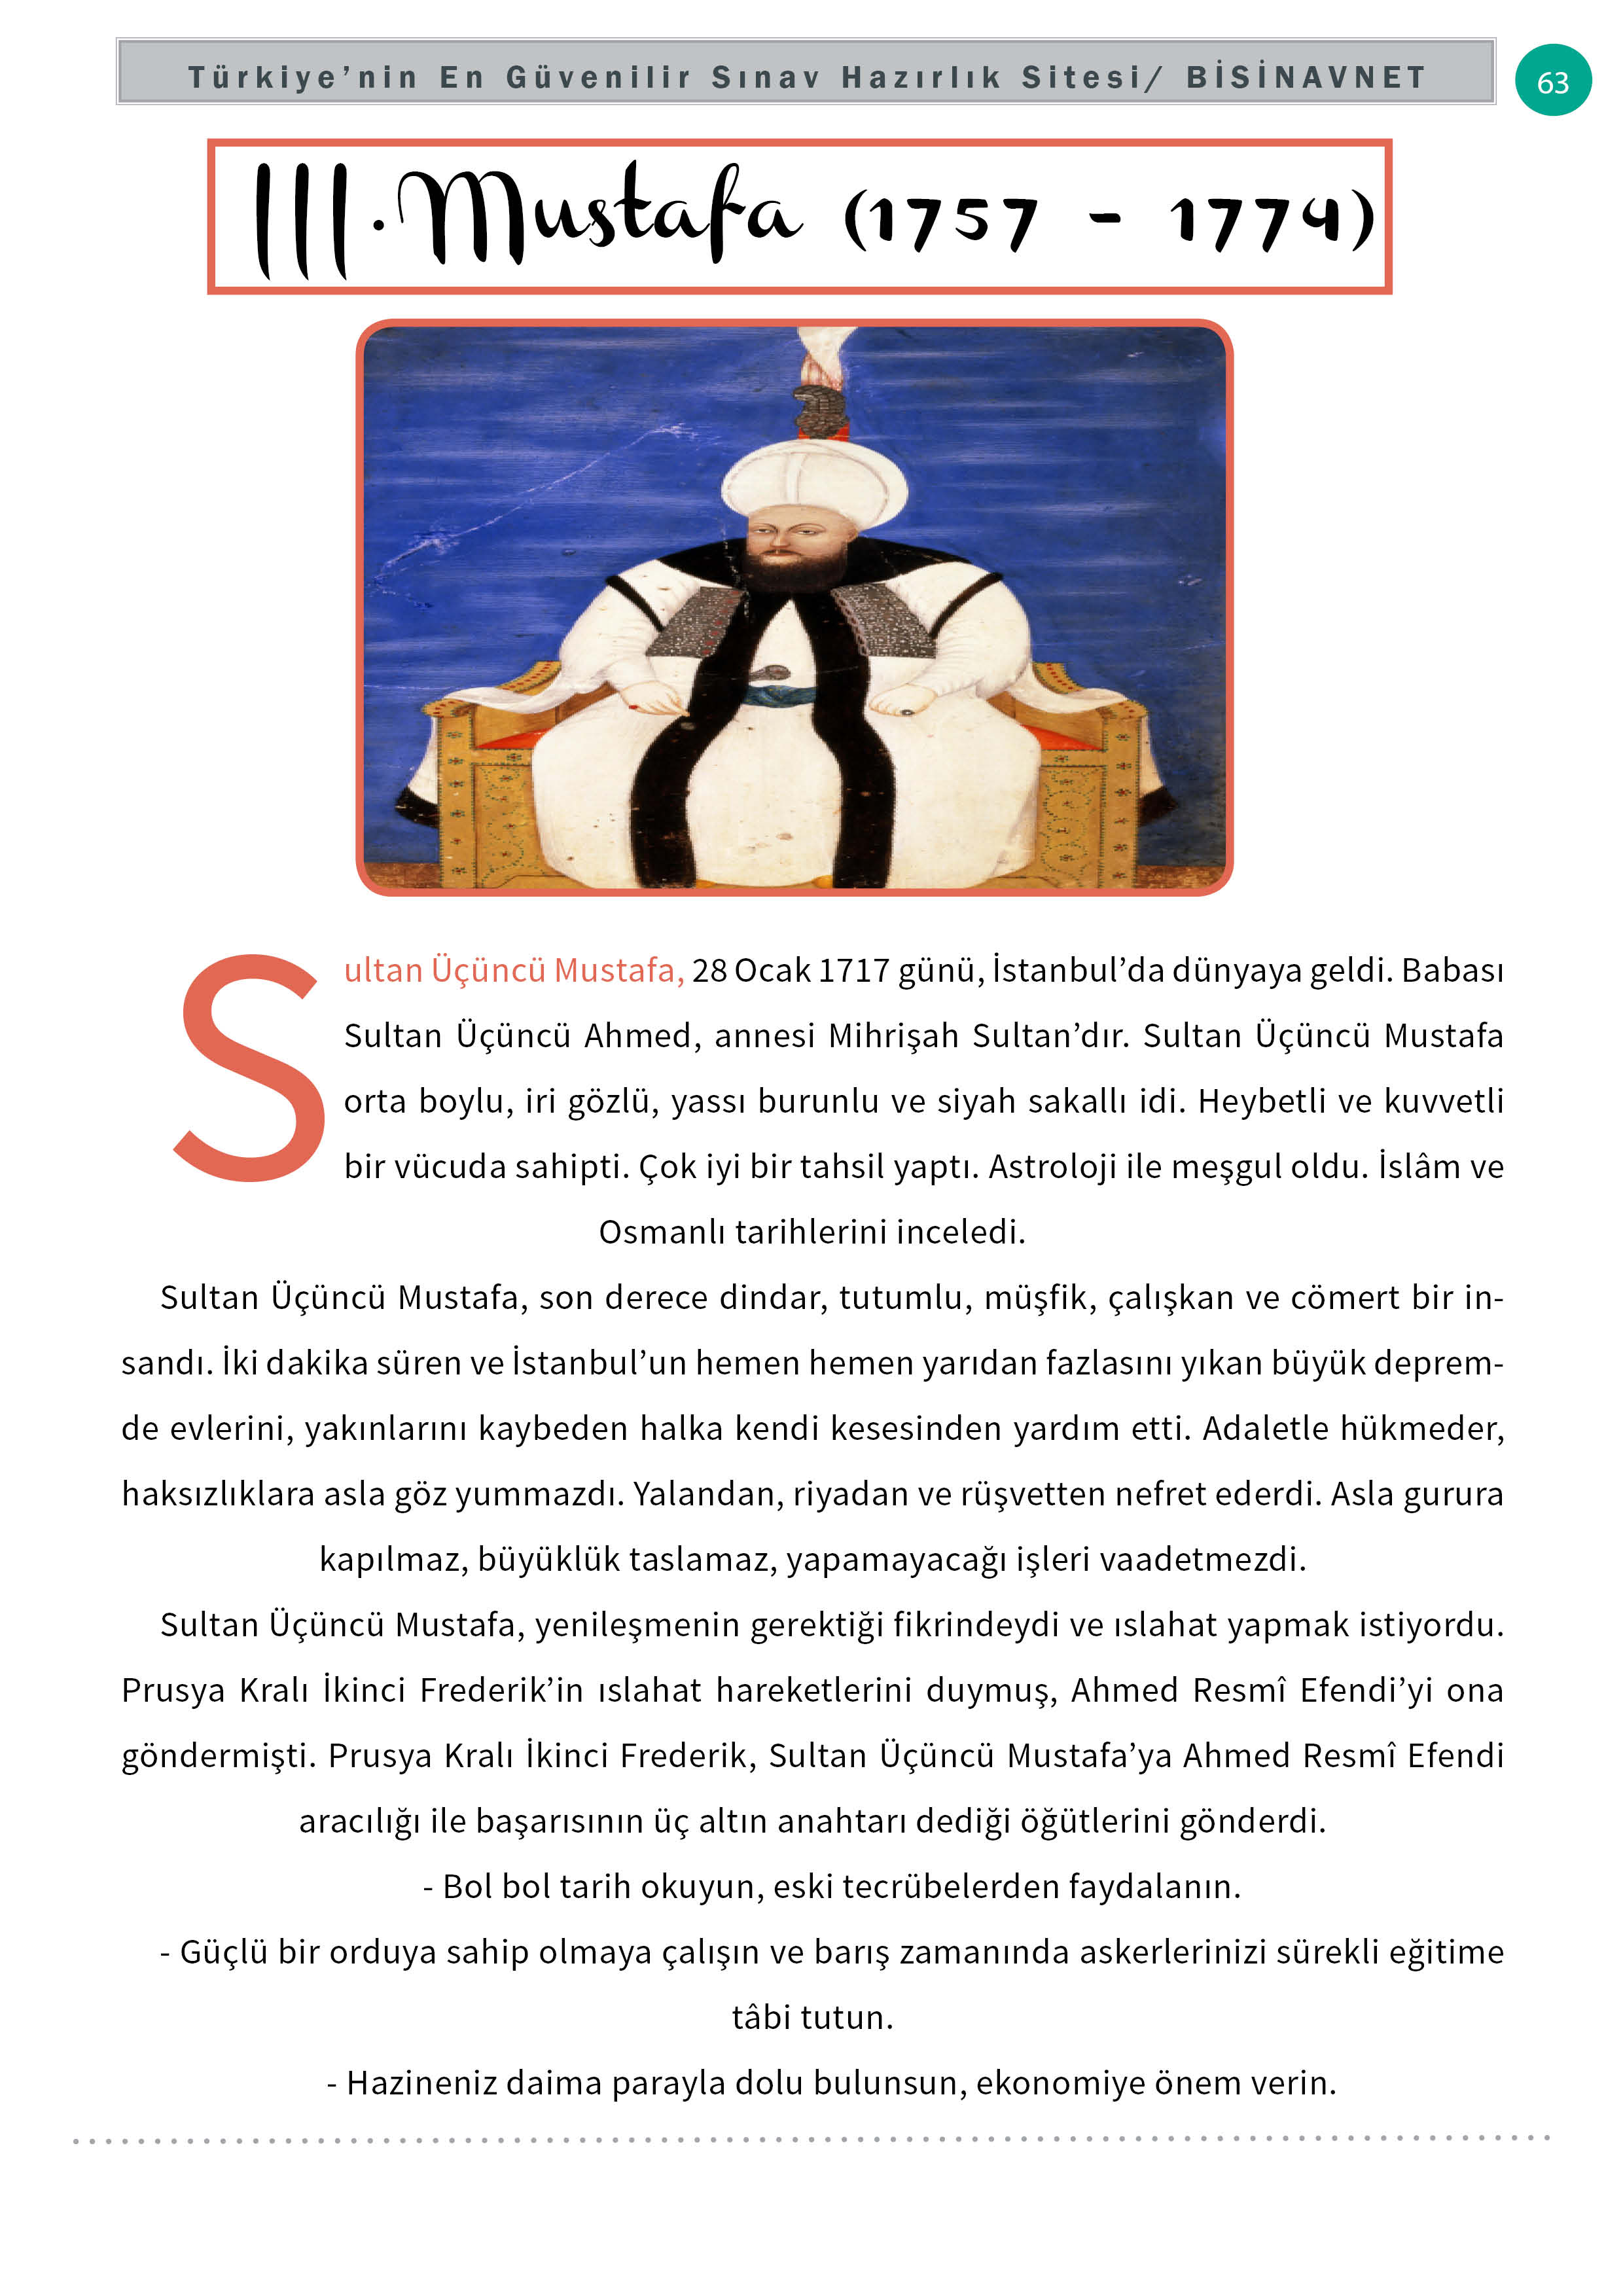 Türkiye’nin En Güvenilir Sınav Hazırlık Sitesi/ BİSİNAVNET
63
III.Mustafa (1757 - 1774)
Sultan Üçüncü Mustafa, 28 Ocak 1717 günü, İstanbul’da dünyaya geldi. Babası
Sultan Üçüncü Ahmed, annesi Mihrişah Sultan’dır. Sultan Üçüncü Mustafa
orta boylu, iri gözlü, yassı burunlu ve siyah sakallı idi. Heybetli ve kuvvetli
bir vücuda sahipti. Çok iyi bir tahsil yaptı. Astroloji ile meşgul oldu. İslâm ve
Osmanlı tarihlerini inceledi.
Sultan Üçüncü Mustafa, son derece dindar, tutumlu, müşfik, çalışkan ve cömert bir in-
sandı. İki dakika süren ve İstanbul’un hemen hemen yarıdan fazlasını yıkan büyük deprem-
de evlerini, yakınlarını kaybeden halka kendi kesesinden yardım etti. Adaletle hükmeder,
haksızlıklara asla göz yummazdı. Yalandan, riyadan ve rüşvetten nefret ederdi. Asla gurura
kapılmaz, büyüklük taslamaz, yapamayacağı işleri vaadetmezdi.
Sultan Üçüncü Mustafa, yenileşmenin gerektiği fikrindeydi ve ıslahat yapmak istiyordu.
Prusya Kralı İkinci Frederik’in ıslahat hareketlerini duymuş, Ahmed Resmî Efendi’yi ona
göndermişti. Prusya Kralı İkinci Frederik, Sultan Üçüncü Mustafa’ya Ahmed Resmî Efendi
aracılığı ile başarısının üç altın anahtarı dediği öğütlerini gönderdi.
- Bol bol tarih okuyun, eski tecrübelerden faydalanın.
- Güçlü bir orduya sahip olmaya çalışın ve barış zamanında askerlerinizi sürekli eğitime
tâbi tutun.
- Hazineniz daima parayla dolu bulunsun, ekonomiye önem verin.